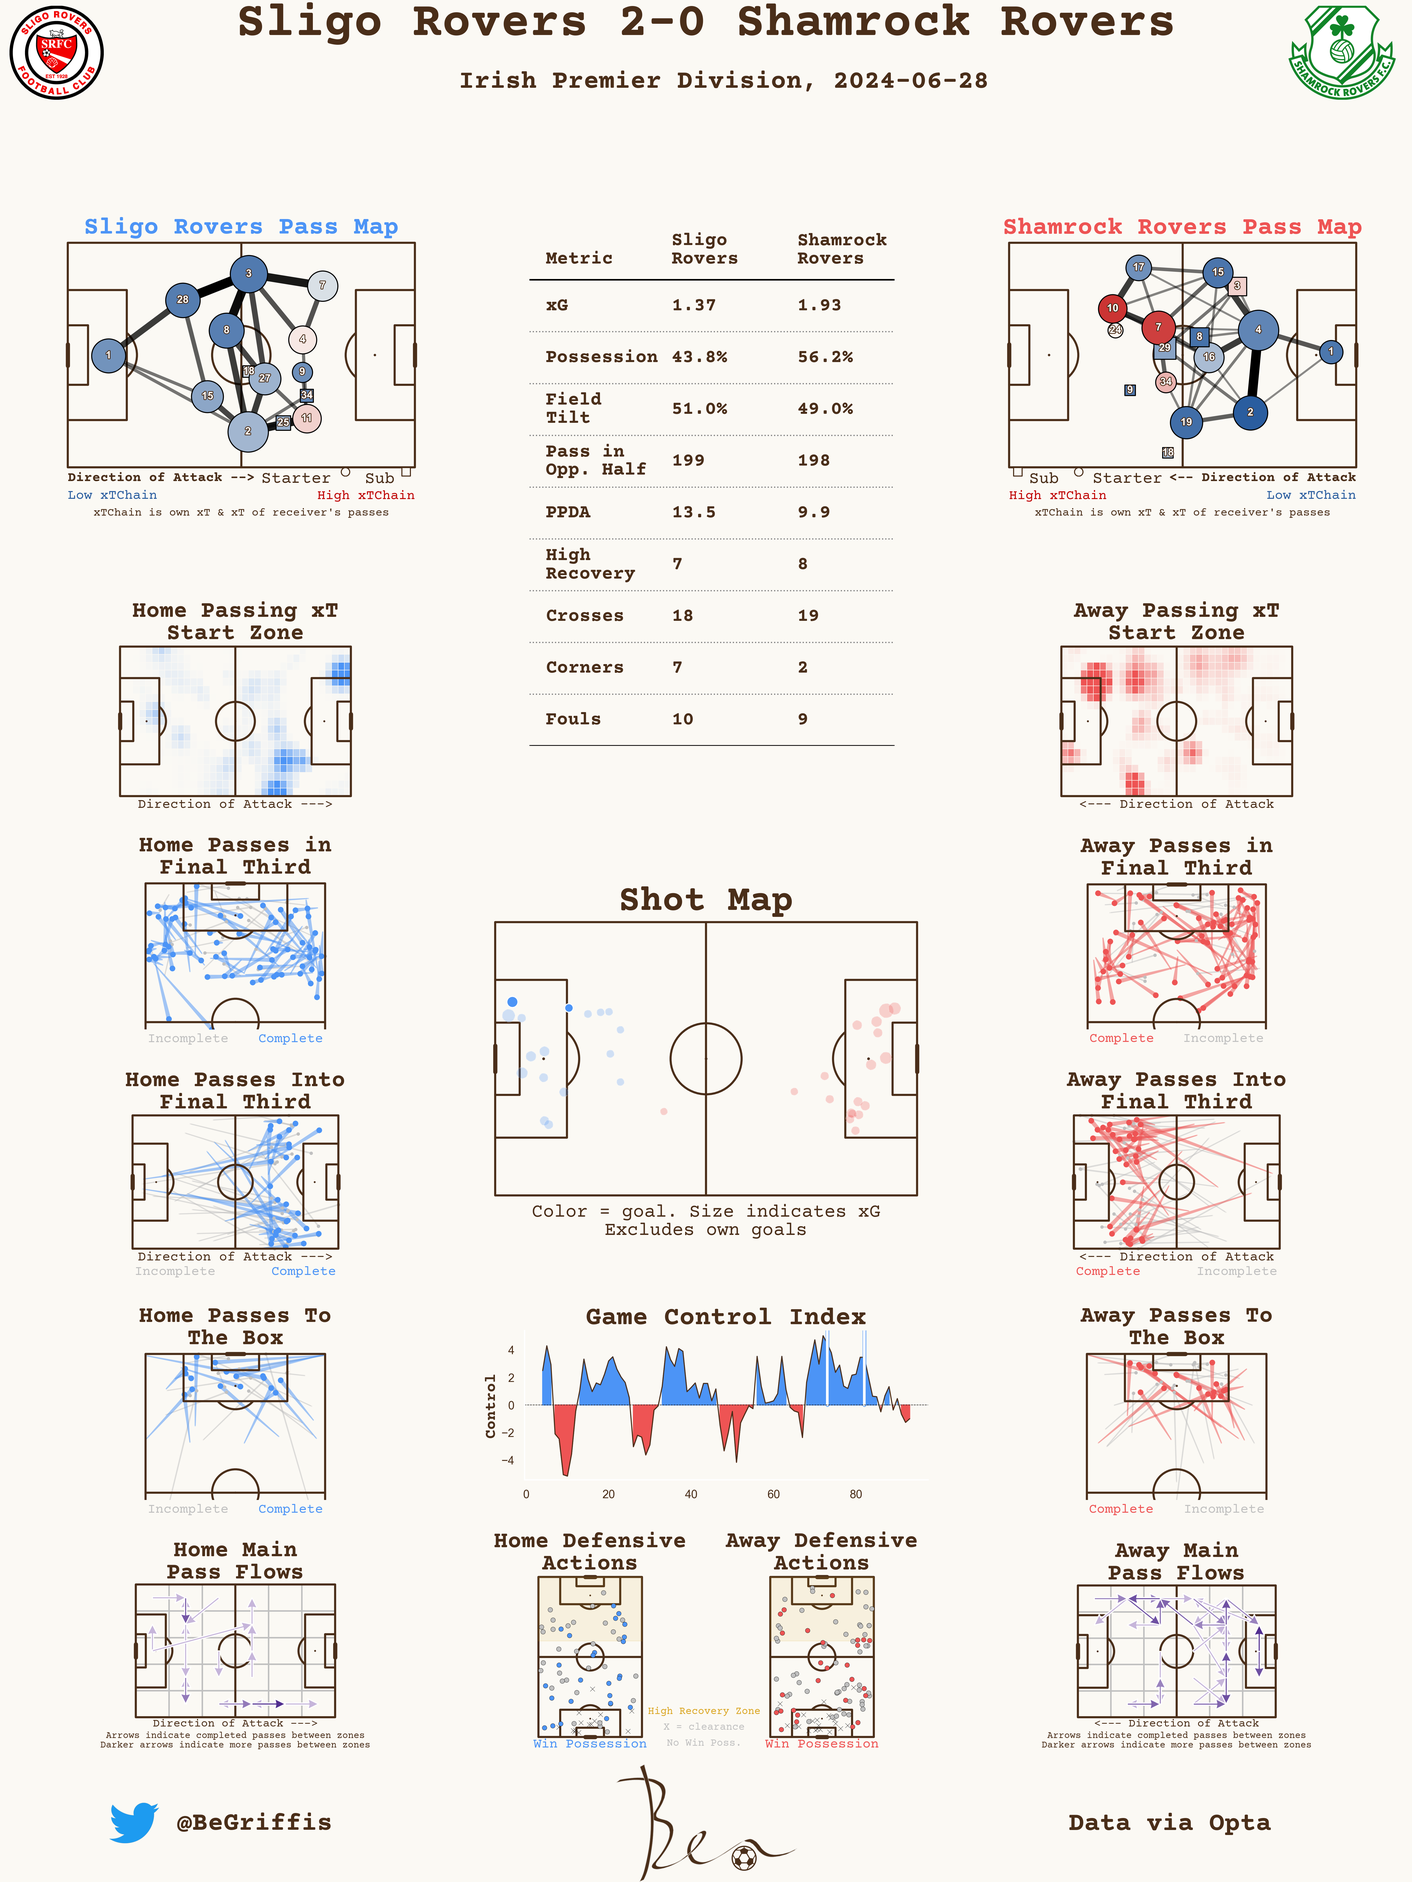 Sligo Rovers 2-0 Shamrock Rovers
Irish Premier Division, 2024-06-28
SLIGO ROVERS
SRFC
EST 1928
FOOTBALL CLUB
SHAMROCK ROVERS F.C.
Sligo Rovers Pass Map
3
7
28
8
4
1
18
27
9
15
34
2
25
11
Direction of Attack --> Starter Sub
Low xTChain High xTChain
xTChain is own xT & xT of receiver's passes
Metric Sligo Rovers Shamrock Rovers
xG 1.37 1.93
Possession 43.8% 56.2%
Field Tilt 51.0% 49.0%
Pass in Opp. Half 199 198
PPDA 13.5 9.9
High Recovery 7 8
Crosses 18 19
Corners 7 2
Fouls 10 9
Shamrock Rovers Pass Map
17
15
3
10
24
7
4
8
29
16
1
34
9
2
19
18
Sub Starter <-- Direction of Attack
High xTChain Low xTChain
xTChain is own xT & xT of receiver's passes
Home Passing xT
Start Zone
Direction of Attack --->
Away Passing xT
Start Zone
<--- Direction of Attack
Home Passes in
Final Third
Incomplete Complete
Away Passes in
Final Third
Complete Incomplete
Shot Map
Color = goal. Size indicates xG
Excludes own goals
Home Passes Into
Final Third
Direction of Attack --->
Incomplete Complete
Away Passes Into
Final Third
<--- Direction of Attack
Complete Incomplete
Home Passes To
The Box
Incomplete Complete
Game Control Index
Control
4
2
0
−2
−4
0 20 40 60 80
Away Passes To
The Box
Complete Incomplete
Home Main
Pass Flows
Direction of Attack --->
Arrows indicate completed passes between zones
Darker arrows indicate more passes between zones
Home Defensive
Actions
Win Possession
High Recovery Zone
X = clearance
No Win Poss.
Away Defensive
Actions
Win Possession
Away Main
Pass Flows
<--- Direction of Attack
Arrows indicate completed passes between zones
Darker arrows indicate more passes between zones
@BeGriffis
Ben
Data via Opta